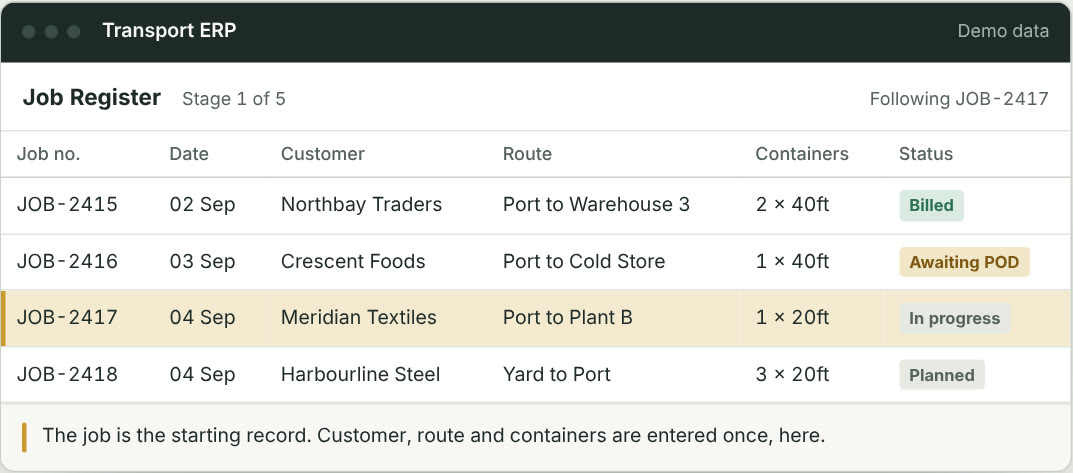 Transport ERP Demo data
Job Register Stage 1 of 5 Following JOB-2417
Job no. Date Customer Route Containers Status
JOB-2415 02 Sep Northbay Traders Port to Warehouse 3 2 × 40ft Billed
JOB-2416 03 Sep Crescent Foods Port to Cold Store 1 × 40ft Awaiting POD
JOB-2417 04 Sep Meridian Textiles Port to Plant B 1 × 20ft In progress
JOB-2418 04 Sep Harbourline Steel Yard to Port 3 × 20ft Planned
The job is the starting record. Customer, route and containers are entered once, here.